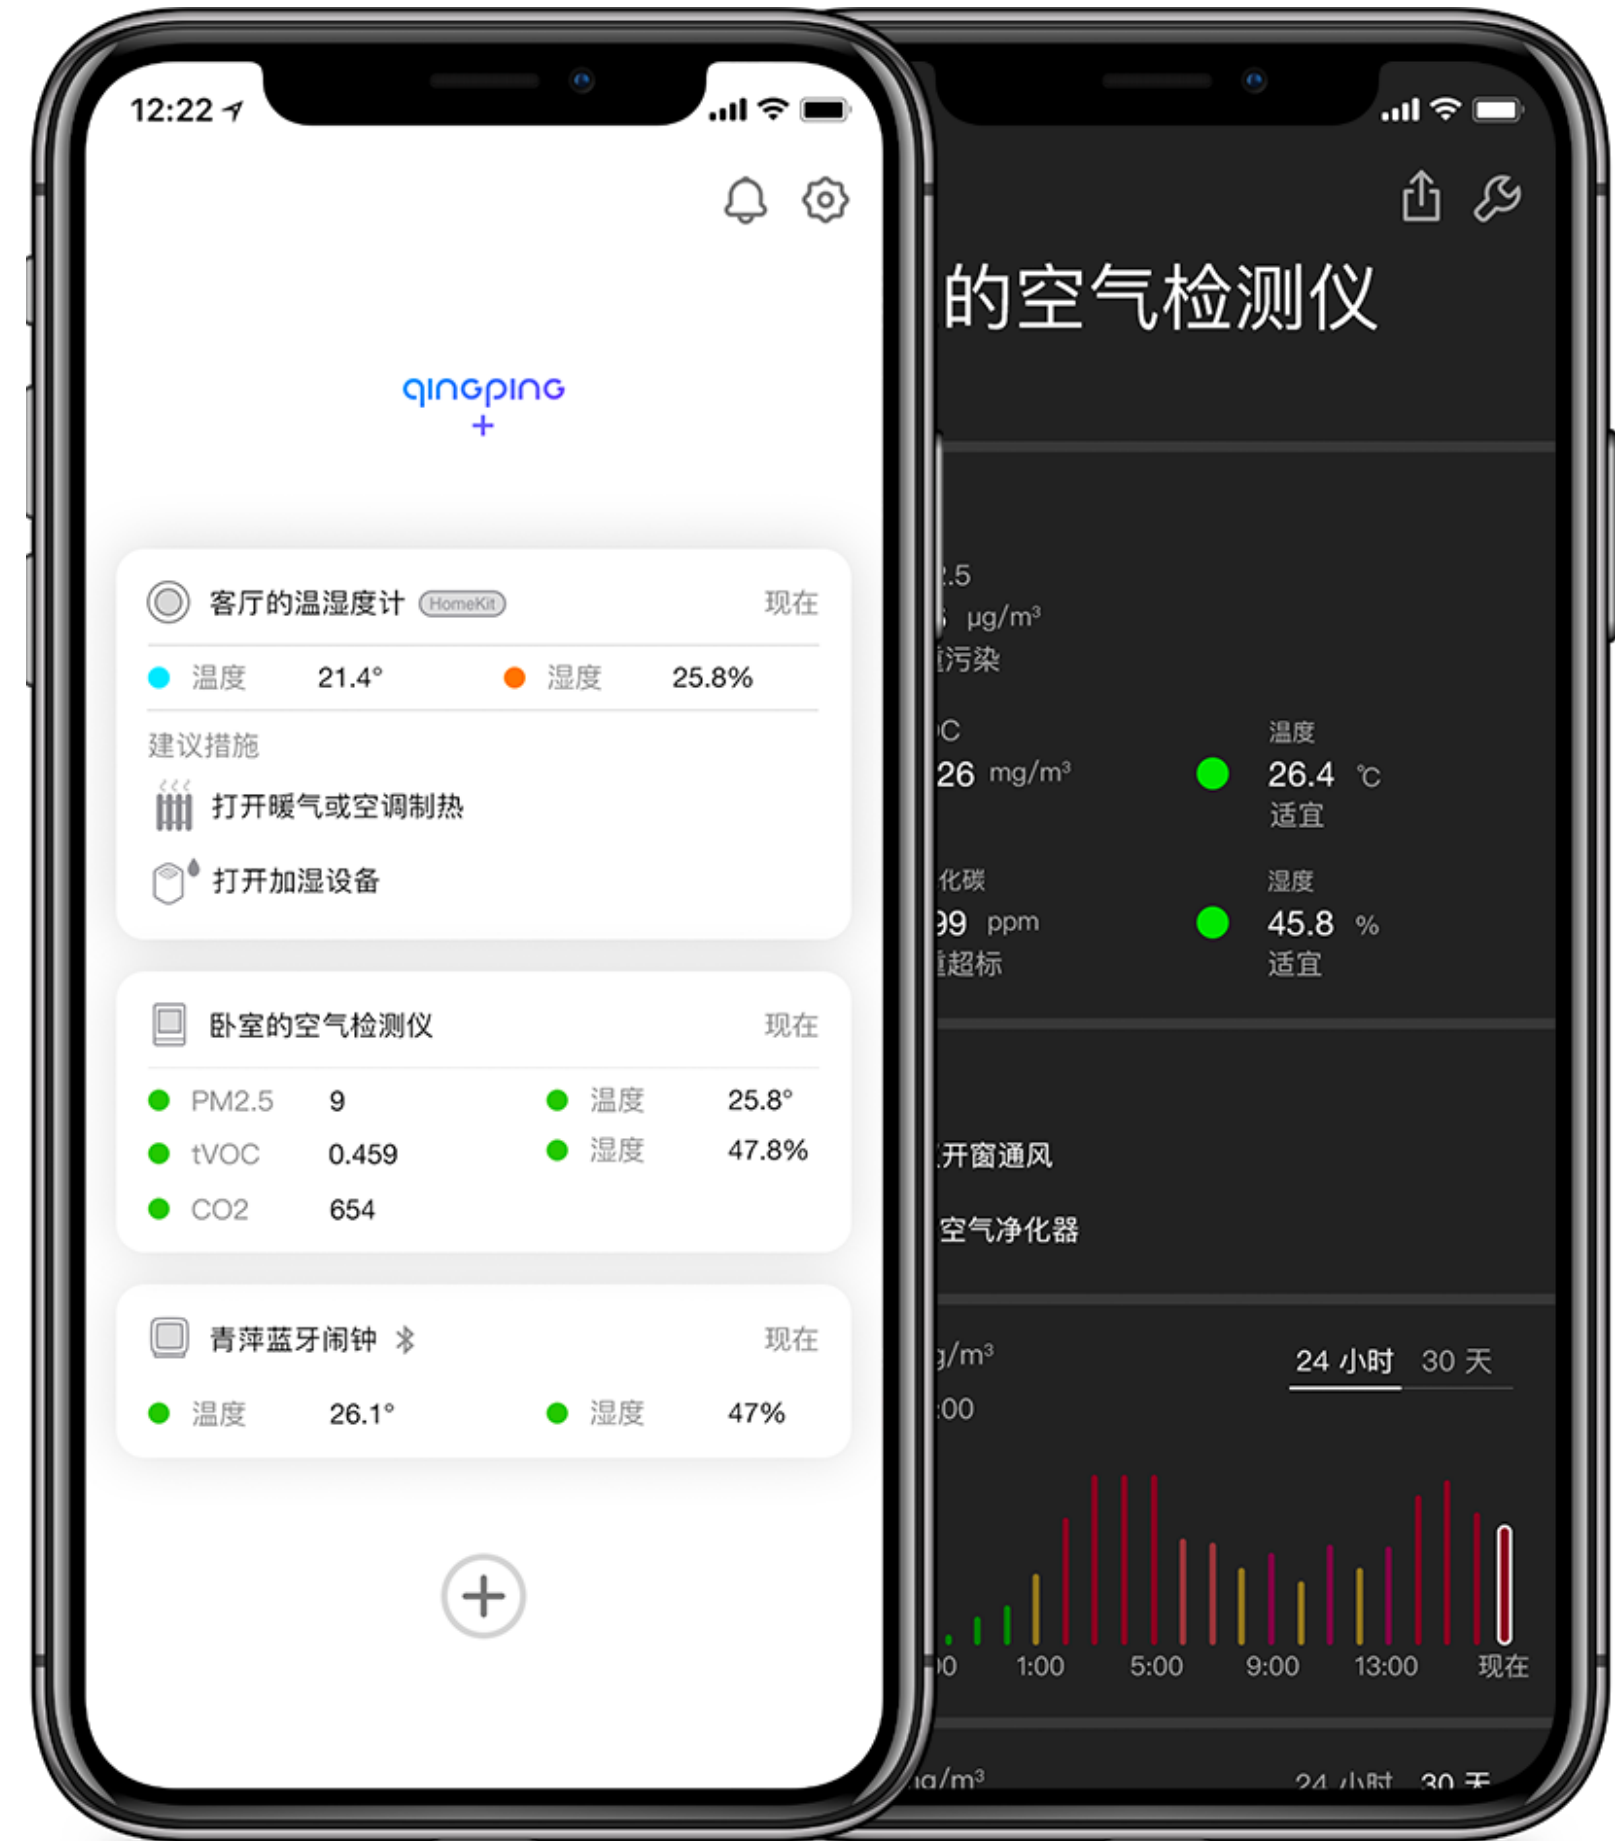 12:22
qingping
+
客厅的温湿度计 HomeKit 现在
温度 21.4° 湿度 25.8%
建议措施
打开暖气或空调制热
打开加湿设备
卧室的空气检测仪 现在
PM2.5 9 温度 25.8°
tVOC 0.459 湿度 47.8%
CO2 654
青萍蓝牙闹钟 现在
温度 26.1° 湿度 47%
的空气检测仪
.5
µg/m³
污染
C 温度
26 mg/m³ 26.4 ℃
适宜
化碳 湿度
99 ppm 45.8 %
超标 适宜
开窗通风
空气净化器
g/m³ 24 小时 30 天
:00
00 1:00 5:00 9:00 13:00 现在
mg/m³ 24 小时 30 天